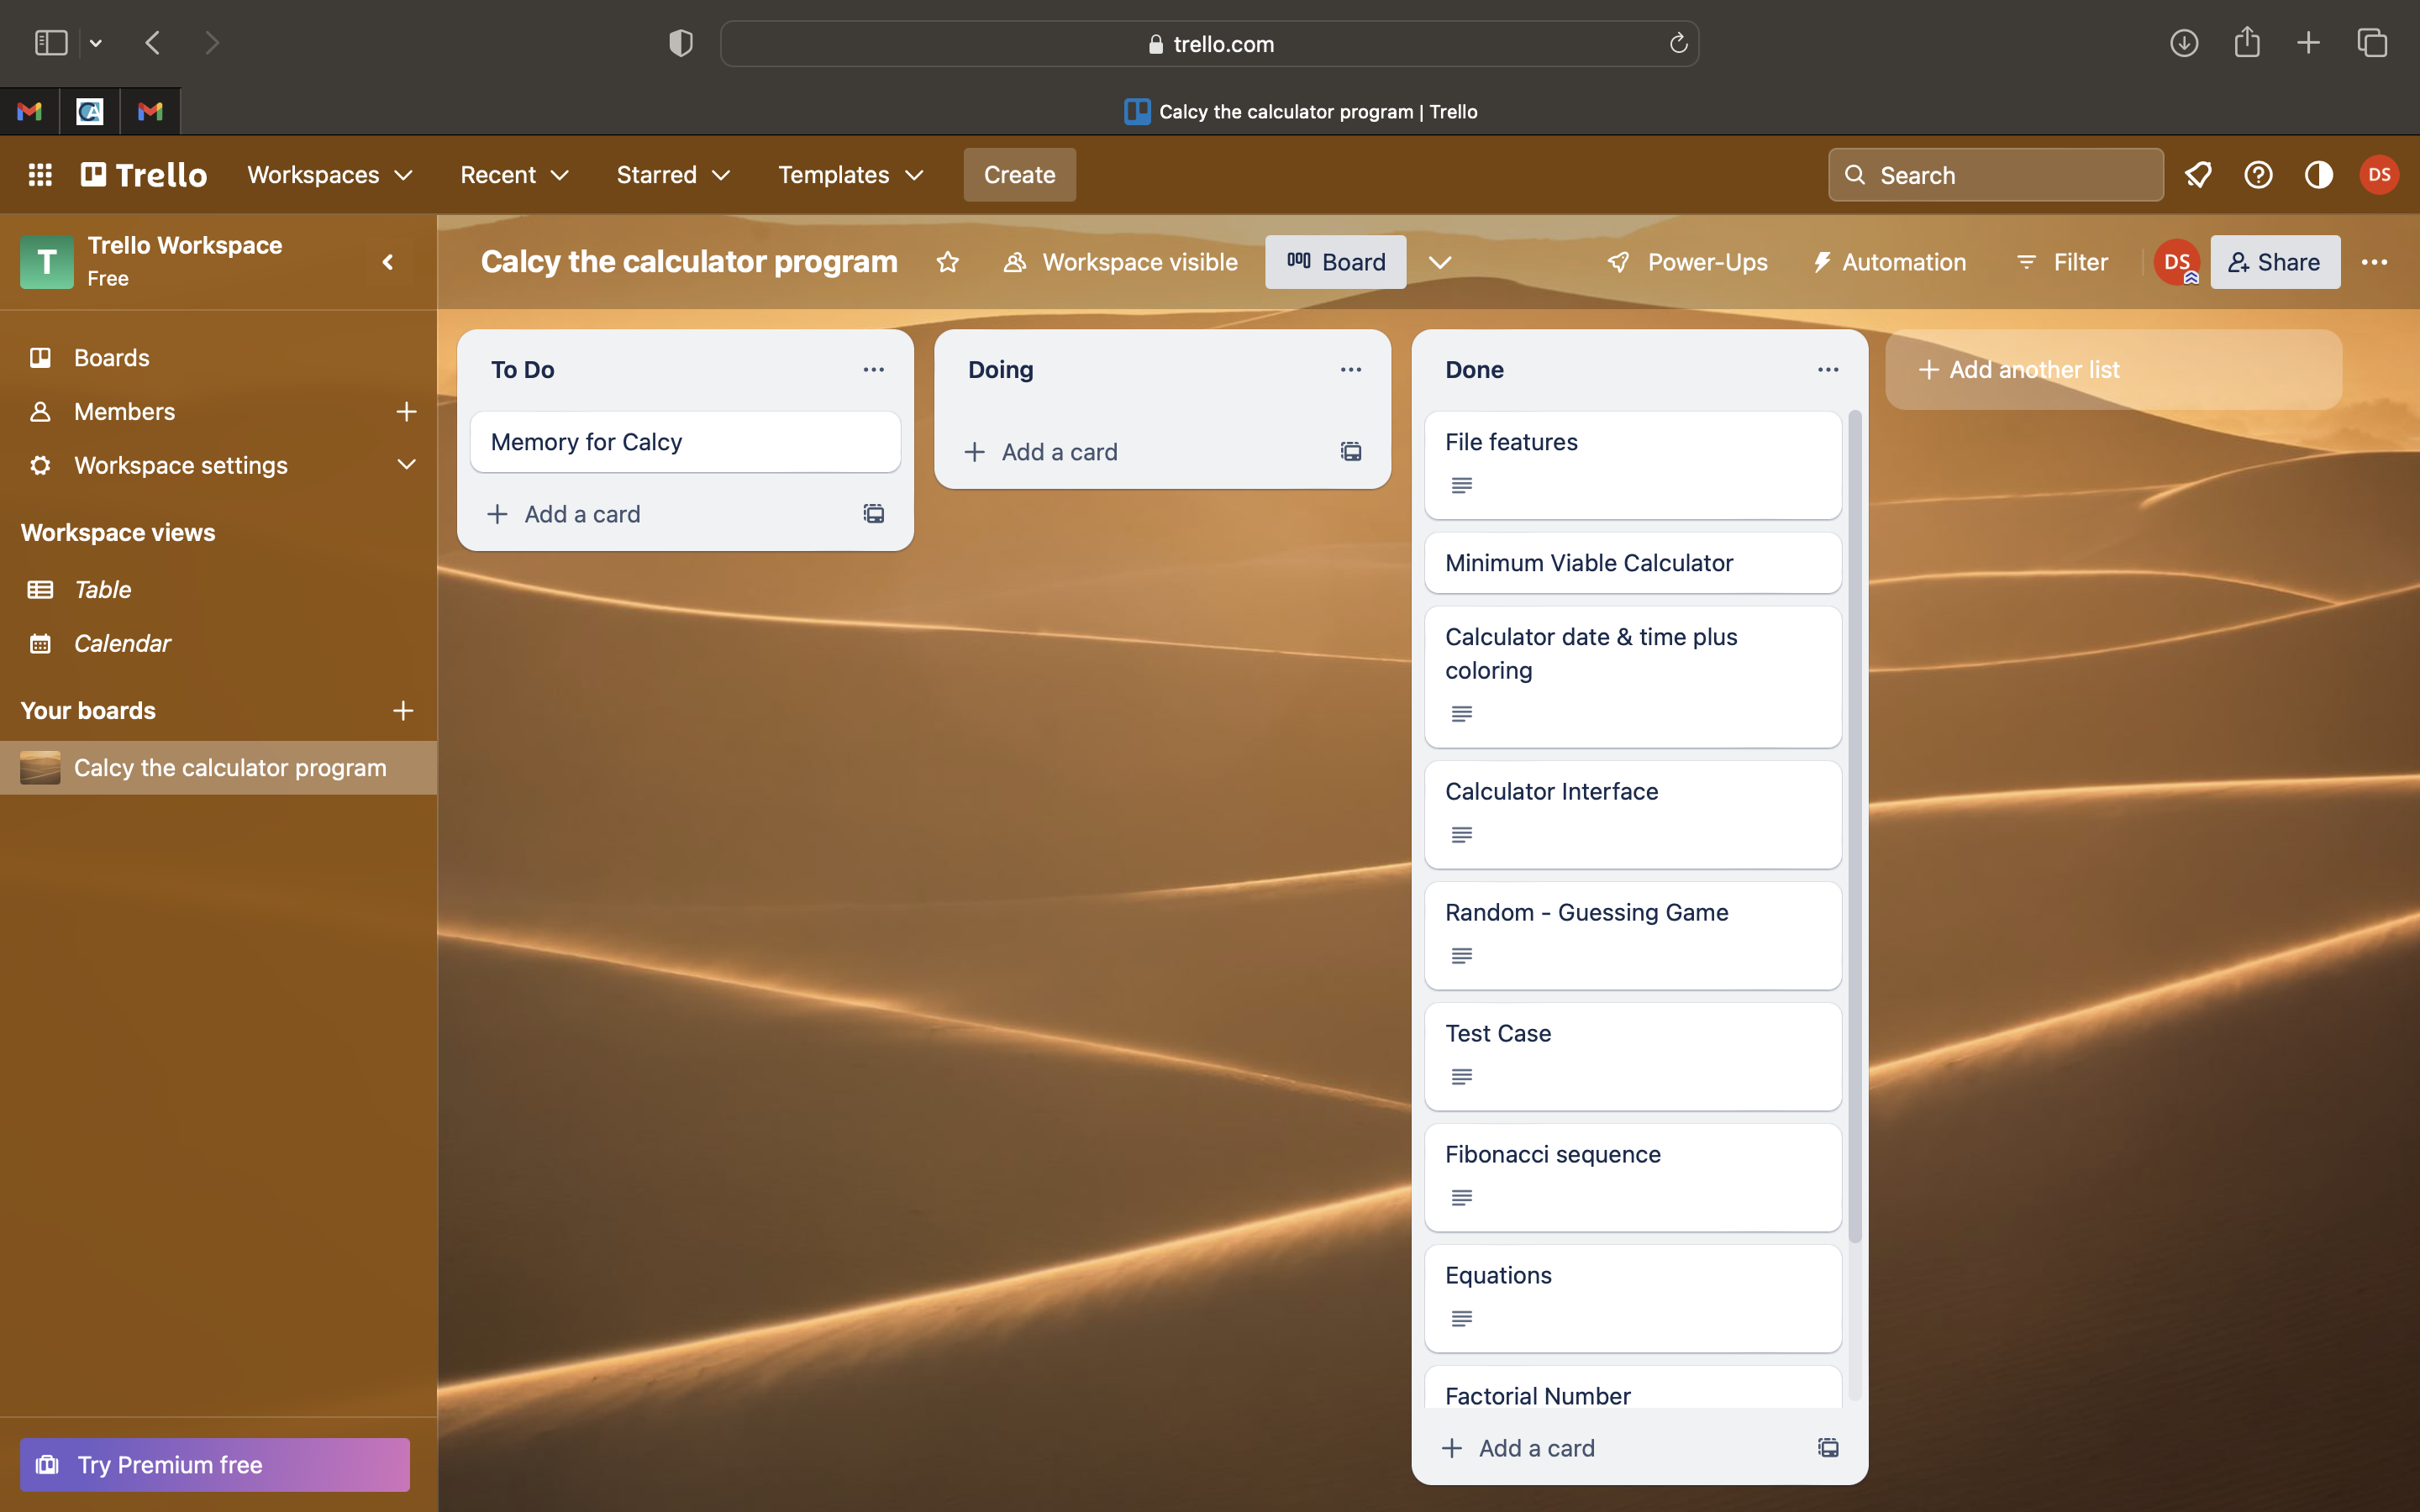 trello.com
Calcy the calculator program | Trello
Trello
Workspaces
Recent
Starred
Templates
Create
Search
DS
T
Trello Workspace
Free
Calcy the calculator program
Workspace visible
Board
Power-Ups
Automation
Filter
DS
Share
Boards
Members
Workspace settings
Workspace views
Table
Calendar
Your boards
Calcy the calculator program
Try Premium free
To Do
Memory for Calcy
Add a card
Doing
Add a card
Done
File features
Minimum Viable Calculator
Calculator date & time plus
coloring
Calculator Interface
Random - Guessing Game
Test Case
Fibonacci sequence
Equations
Factorial Number
Add a card
Add another list